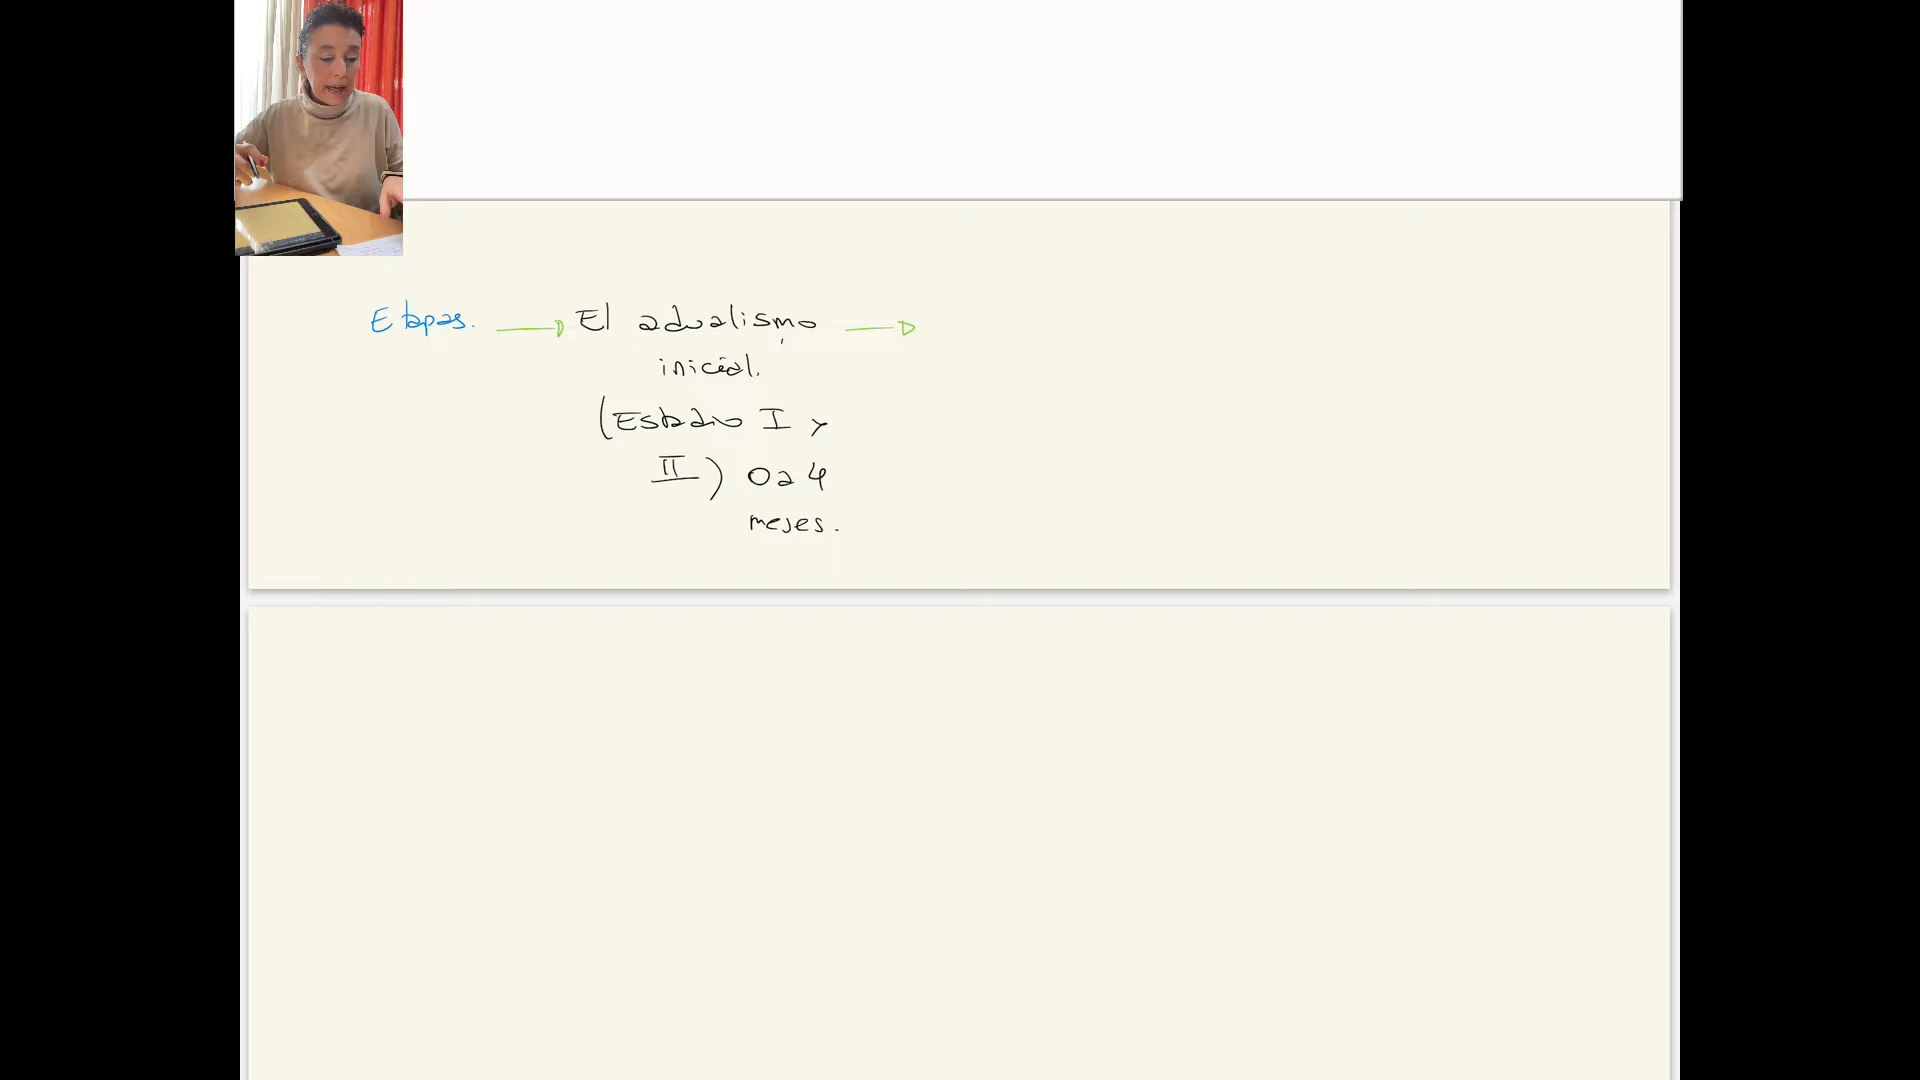 Etapas. El adualismo
inicial.
(Estadio I y
II) 0 a 4
meses.